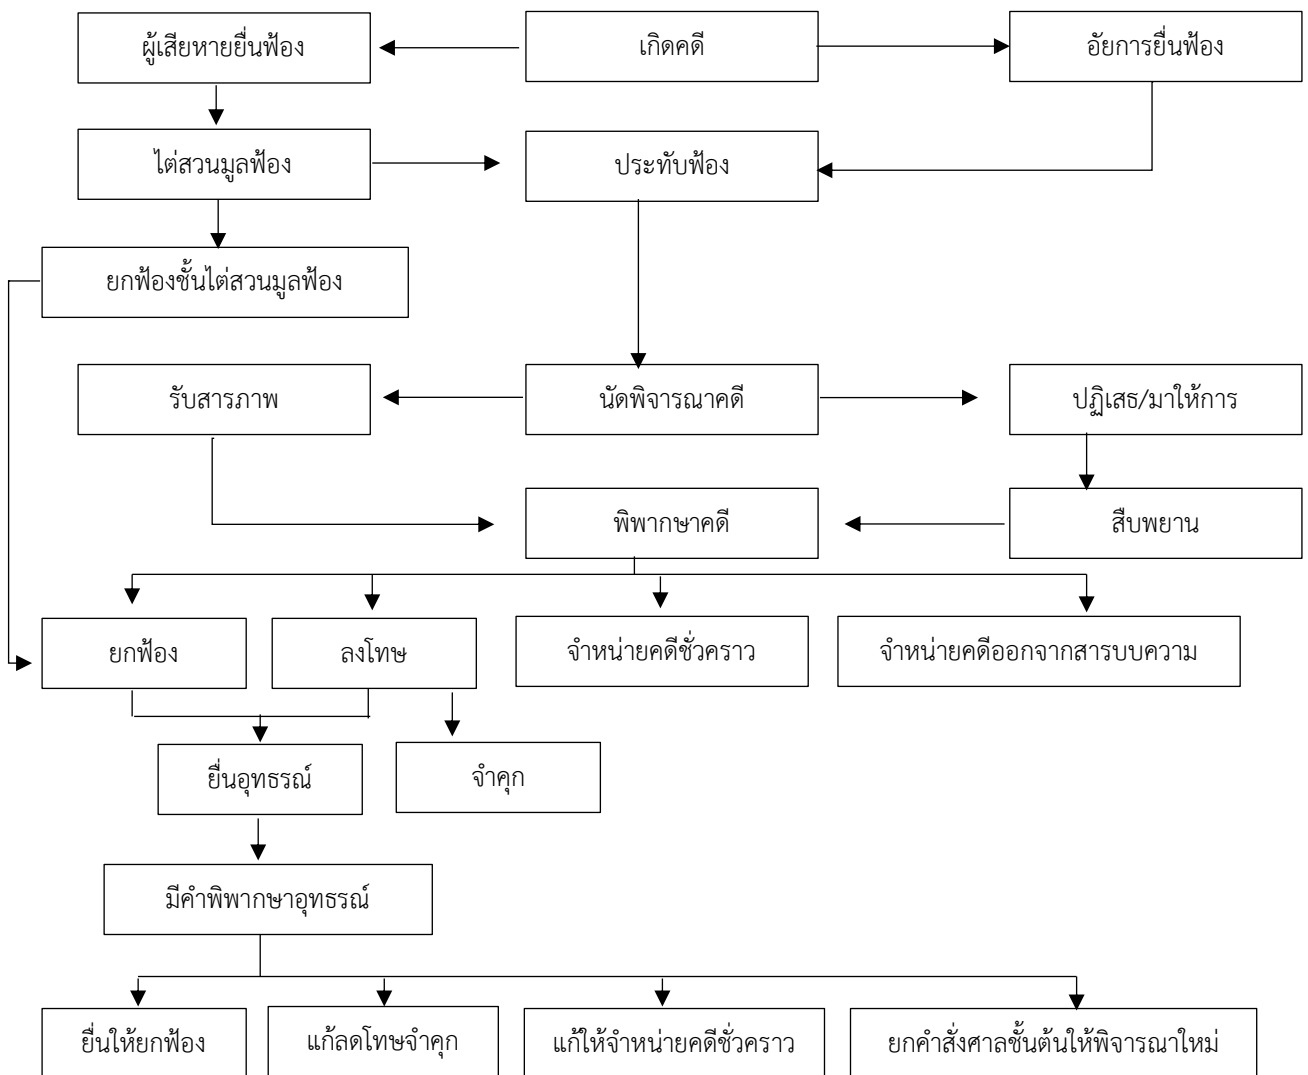 ผู้เสียหายยื่นฟ้อง
เกิดคดี
อัยการยื่นฟ้อง
ไต่สวนมูลฟ้อง
ประทับฟ้อง
ยกฟ้องชั้นไต่สวนมูลฟ้อง
รับสารภาพ
นัดพิจารณาคดี
ปฏิเสธ/มาให้การ
พิพากษาคดี
สืบพยาน
ยกฟ้อง
ลงโทษ
จำหน่ายคดีชั่วคราว
จำหน่ายคดีออกจากสารบบความ
ยื่นอุทธรณ์
จำคุก
มีคำพิพากษาอุทธรณ์
ยื่นให้ยกฟ้อง
แก้ลดโทษจำคุก
แก้ให้จำหน่ายคดีชั่วคราว
ยกคำสั่งศาลชั้นต้นให้พิจารณาใหม่